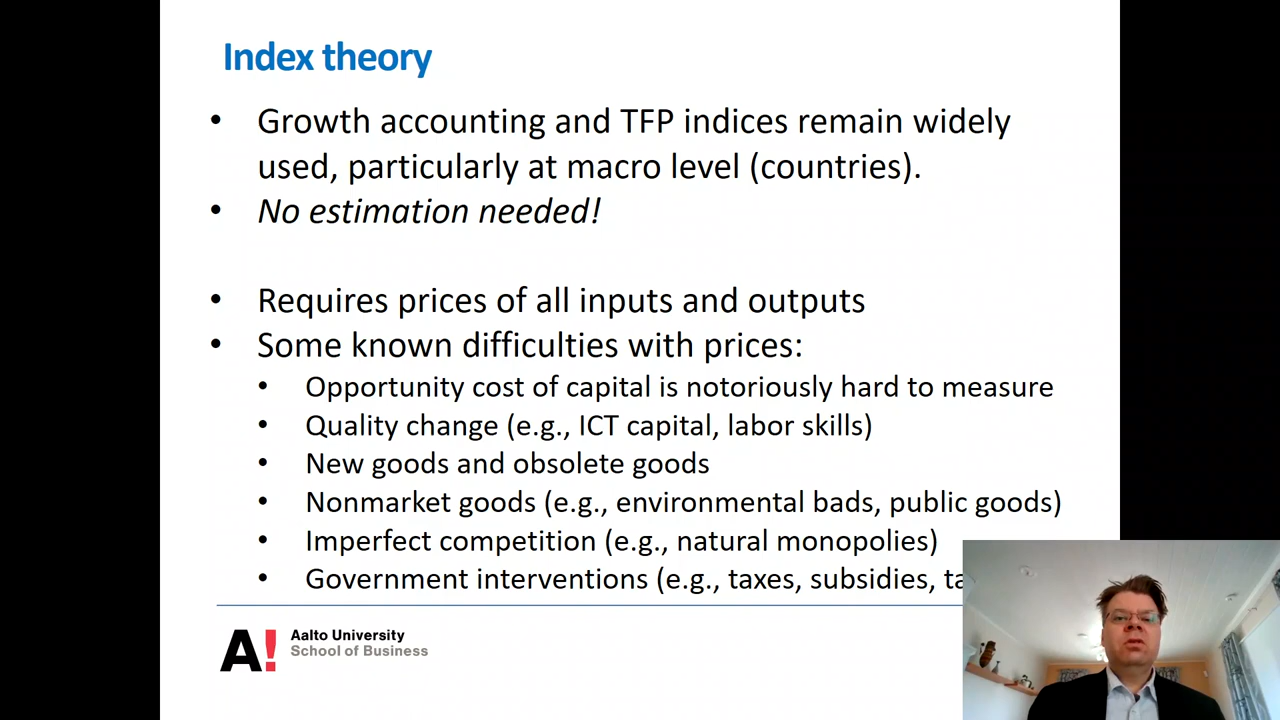 Index theory
• Growth accounting and TFP indices remain widely
used, particularly at macro level (countries).
• No estimation needed!
• Requires prices of all inputs and outputs
• Some known difficulties with prices:
• Opportunity cost of capital is notoriously hard to measure
• Quality change (e.g., ICT capital, labor skills)
• New goods and obsolete goods
• Nonmarket goods (e.g., environmental bads, public goods)
• Imperfect competition (e.g., natural monopolies)
• Government interventions (e.g., taxes, subsidies,
A! Aalto University
School of Business